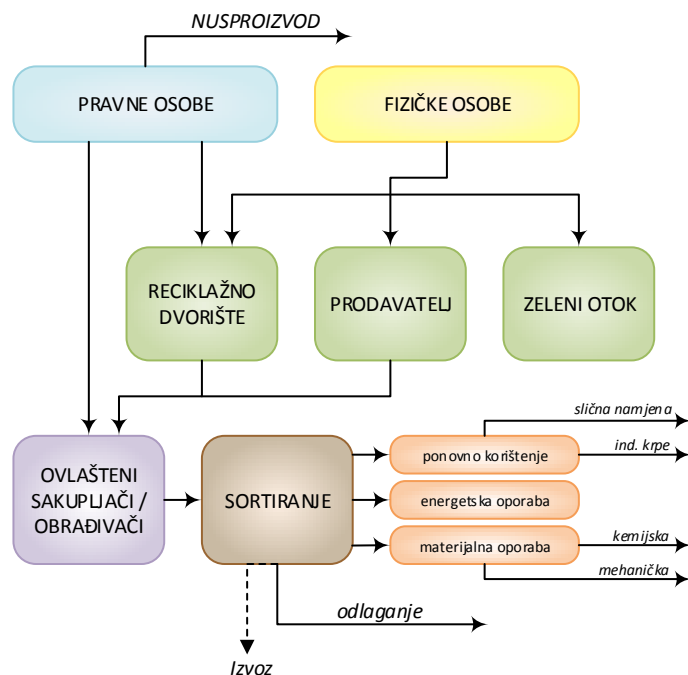 NUSPROIZVOD
PRAVNE OSOBE
FIZIČKE OSOBE
RECIKLAŽNO
DVORIŠTE
PRODAVATELJ
ZELENI OTOK
slična namjena
ind. krpe
OVLAŠTENI
SAKUPLJAČI /
OBRAĐIVAČI
SORTIRANJE
ponovno korištenje
energetska oporaba
materijalna oporaba
kemijska
mehanička
odlaganje
Izvoz